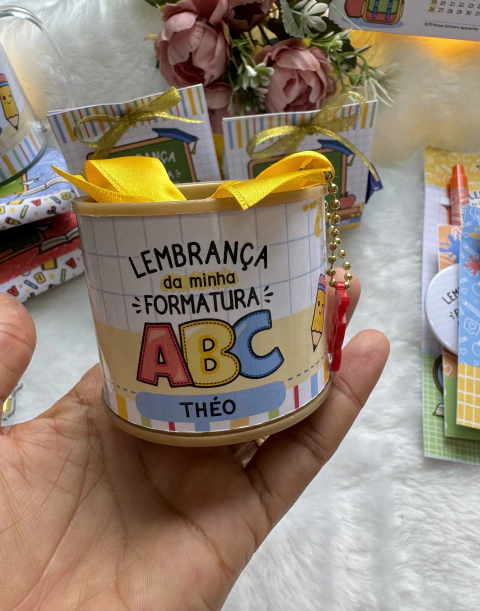 LEMBRANÇA
da minha
FORMATURA
ABC
THÉO